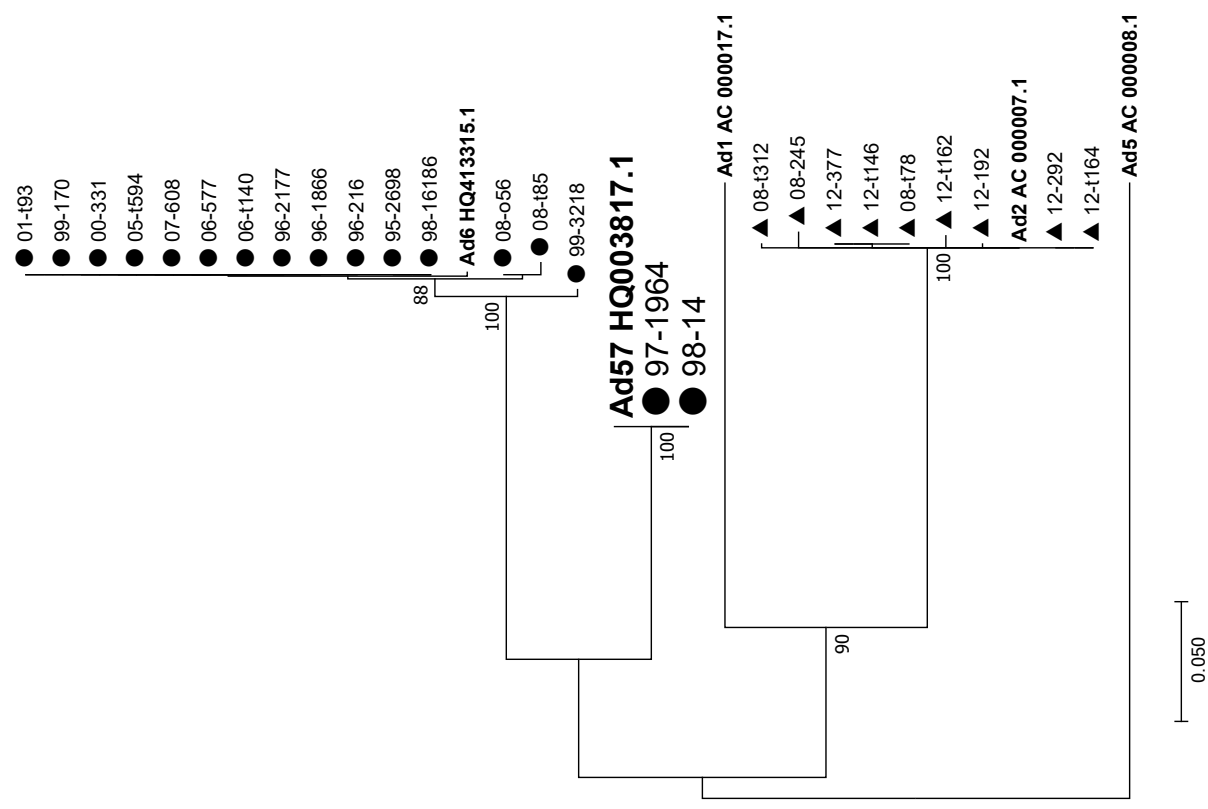 01-t93
99-170
00-331
05-t594
07-608
06-577
06-t140
96-2177
96-1866
96-216
95-2698
98-16186
Ad6 HQ413315.1
08-o56
08-t85
99-3218
Ad57 HQ003817.1
97-1964
98-14
Ad1 AC 000017.1
08-t312
08-245
12-377
12-t146
08-t78
12-t162
12-192
Ad2 AC 000007.1
12-292
12-t164
Ad5 AC 000008.1
88
100
100
100
90
0.050